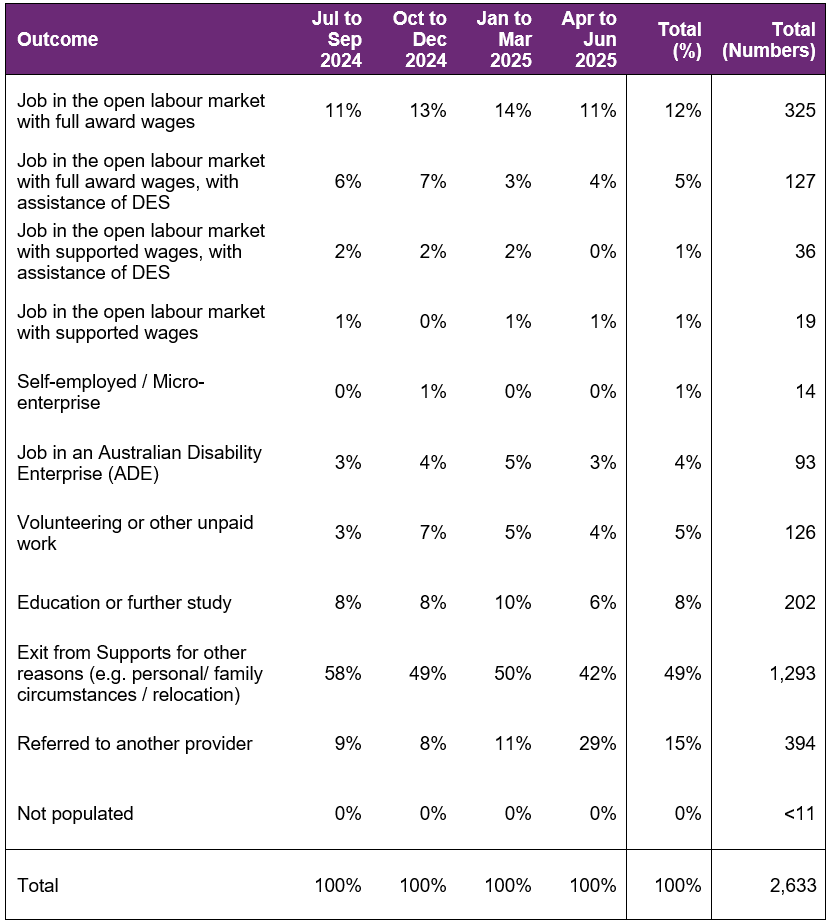 Outcome Jul to Sep 2024 Oct to Dec 2024 Jan to Mar 2025 Apr to Jun 2025 Total (%) Total (Numbers)
Job in the open labour market
with full award wages 11% 13% 14% 11% 12% 325
Job in the open labour market
with full award wages, with
assistance of DES 6% 7% 3% 4% 5% 127
Job in the open labour market
with supported wages, with
assistance of DES 2% 2% 2% 0% 1% 36
Job in the open labour market
with supported wages 1% 0% 1% 1% 1% 19
Self-employed / Micro-
enterprise 0% 1% 0% 0% 1% 14
Job in an Australian Disability
Enterprise (ADE) 3% 4% 5% 3% 4% 93
Volunteering or other unpaid
work 3% 7% 5% 4% 5% 126
Education or further study 8% 8% 10% 6% 8% 202
Exit from Supports for other
reasons (e.g. personal/ family
circumstances / relocation) 58% 49% 50% 42% 49% 1,293
Referred to another provider 9% 8% 11% 29% 15% 394
Not populated 0% 0% 0% 0% 0% <11
Total 100% 100% 100% 100% 100% 2,633